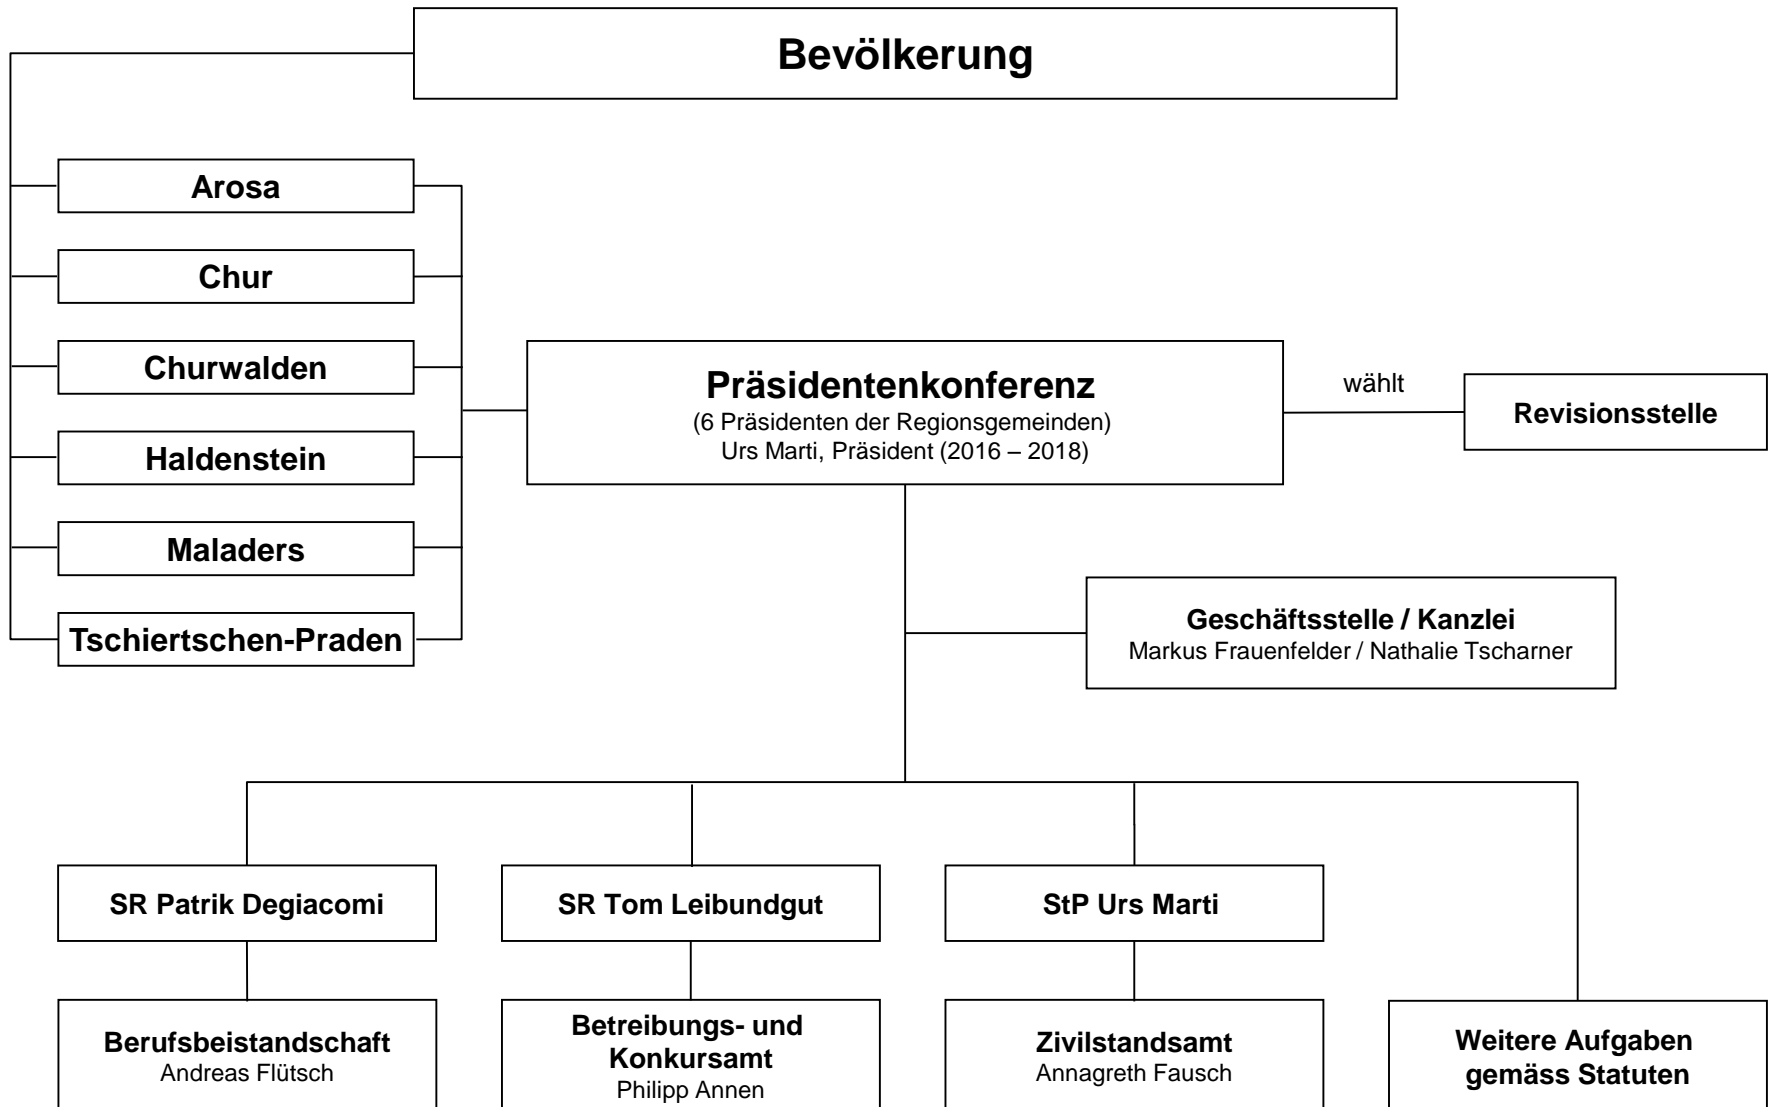 Bevölkerung
Arosa
Chur
Churwalden
Haldenstein
Maladers
Tschiertschen-Praden
Präsidentenkonferenz
(6 Präsidenten der Regionsgemeinden)
Urs Marti, Präsident (2016 – 2018)
wählt
Revisionsstelle
Geschäftsstelle / Kanzlei
Markus Frauenfelder / Nathalie Tscharner
SR Patrik Degiacomi
SR Tom Leibundgut
StP Urs Marti
Berufsbeistandschaft
Andreas Flütsch
Betreibungs- und
Konkursamt
Philipp Annen
Zivilstandsamt
Annagreth Fausch
Weitere Aufgaben
gemäss Statuten